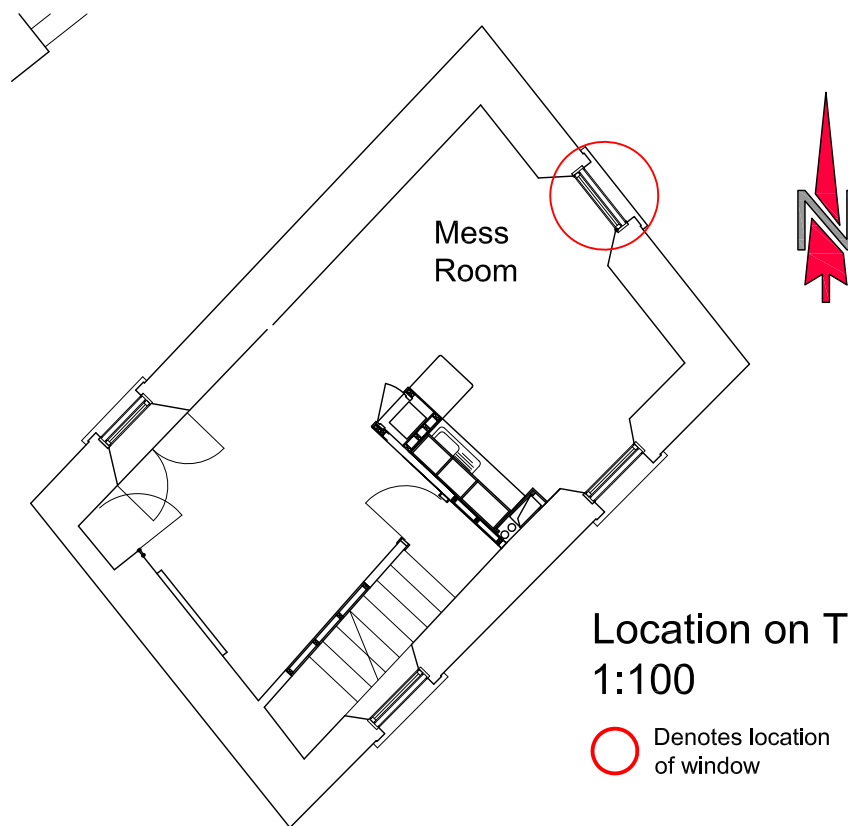 Mess
Room
N
Location on T
1:100
Denotes location
of window